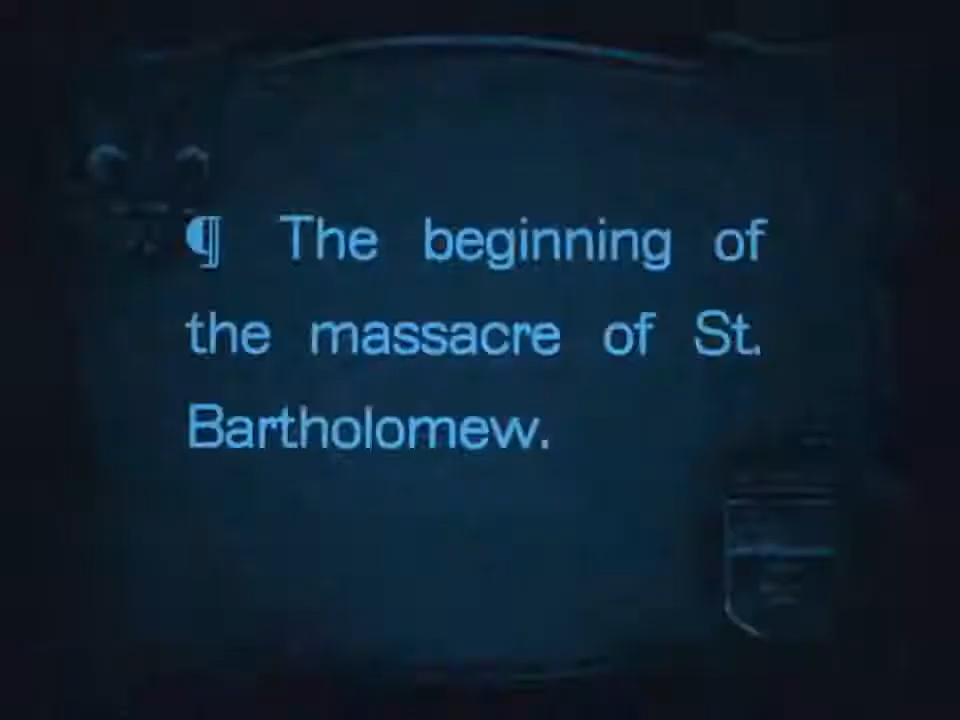 ¶ The beginning of
the massacre of St.
Bartholomew.